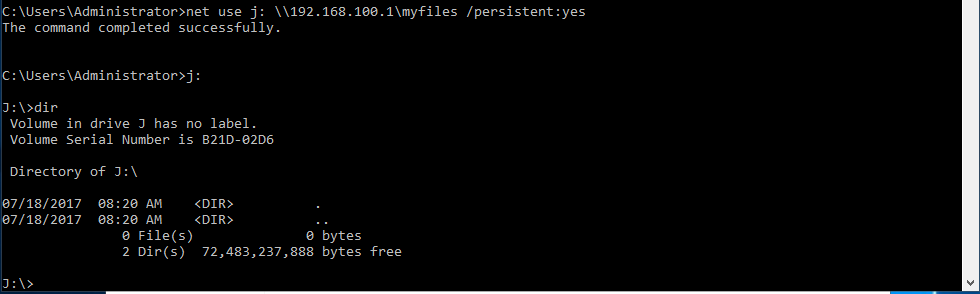 C:\Users\Administrator>net use j: \\192.168.100.1\myfiles /persistent:yes
The command completed successfully.
C:\Users\Administrator>j:
J:\>dir
 Volume in drive J has no label.
 Volume Serial Number is B21D-02D6
 Directory of J:\
07/18/2017  08:20 AM    <DIR>          .
07/18/2017  08:20 AM    <DIR>          ..
               0 File(s)              0 bytes
               2 Dir(s)  72,483,237,888 bytes free
J:\>